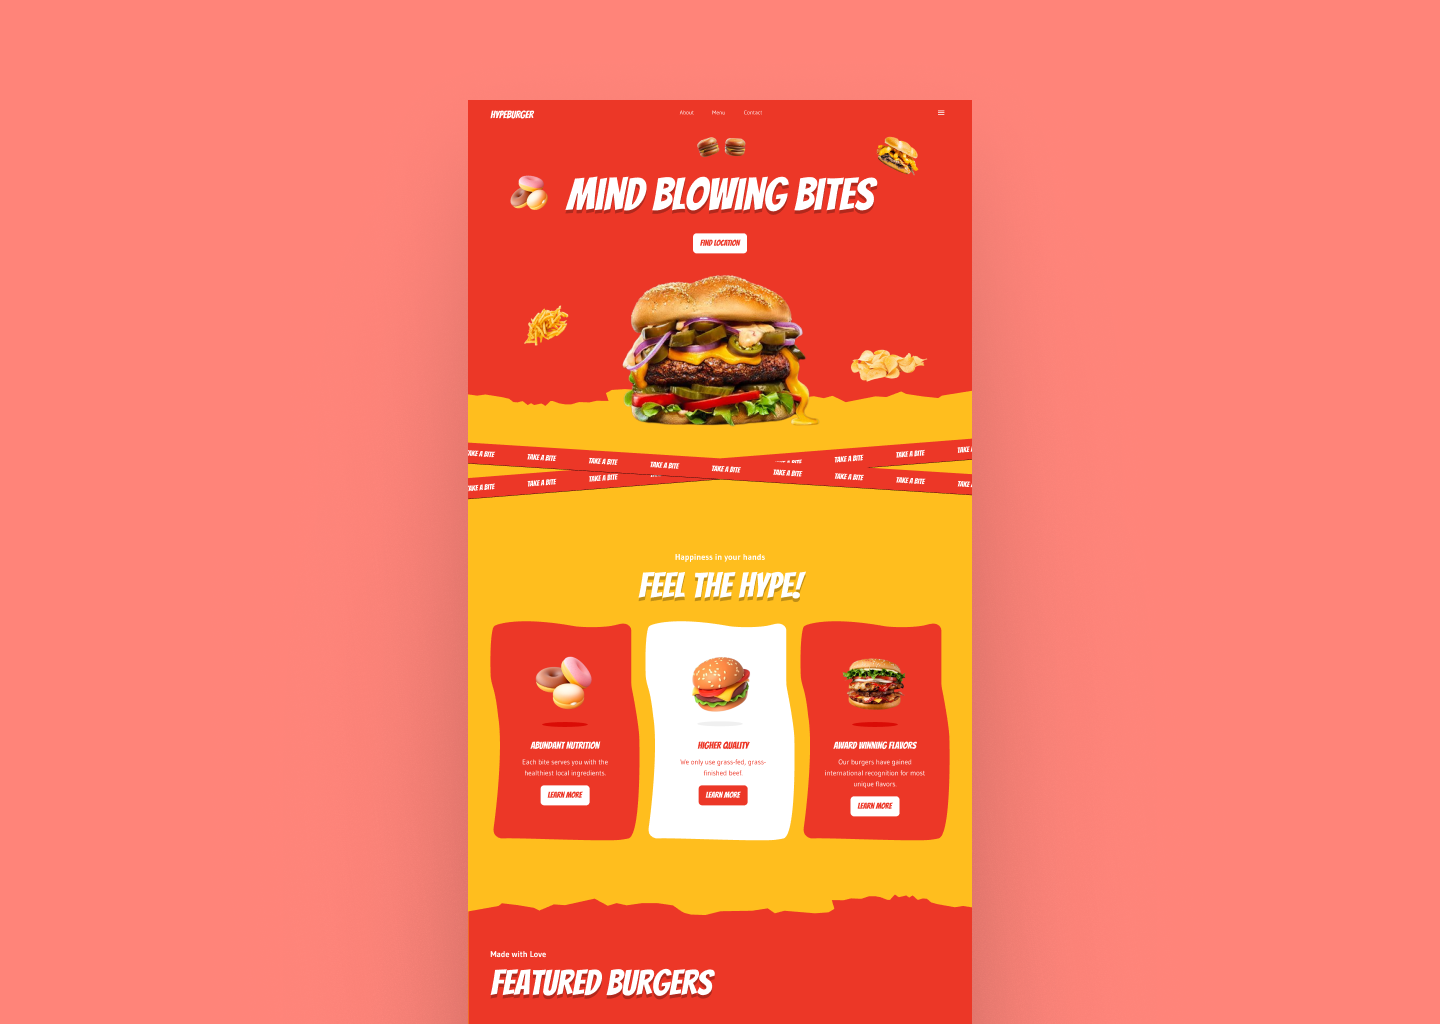 HYPEBURGER
About Menu Contact
MIND BLOWING BITES
FIND LOCATION
TAKE A BITE TAKE A BITE TAKE A BITE TAKE A BITE TAKE A BITE TAKE A BITE TAKE A BITE TAKE A BITE TAKE
TAKE A BITE TAKE A BITE TAKE A BITE TAKE A BITE TAKE A BITE TAKE A BITE TAKE A
Happiness in your hands
FEEL THE HYPE!
ABUNDANT NUTRITION
Each bite serves you with the
healthiest local ingredients.
LEARN MORE
HIGHER QUALITY
We only use grass-fed, grass-
finished beef.
LEARN MORE
AWARD WINNING FLAVORS
Our burgers have gained
international recognition for most
unique flavors.
LEARN MORE
Made with Love
FEATURED BURGERS